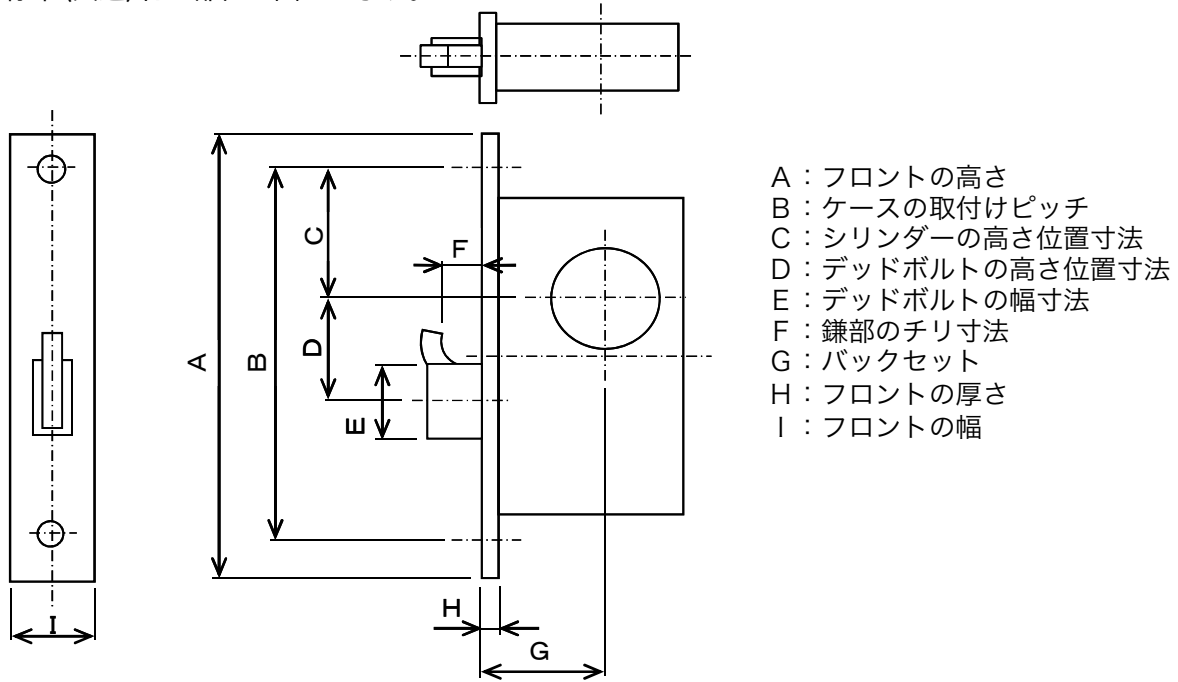 A：フロントの高さ
B：ケースの取付けピッチ
C：シリンダーの高さ位置寸法
D：デッドボルトの高さ位置寸法
E：デッドボルトの幅寸法
F：鎌部のチリ寸法
G：バックセット
H：フロントの厚さ
I：フロントの幅
C
F
A
B
D
E
H
I
G